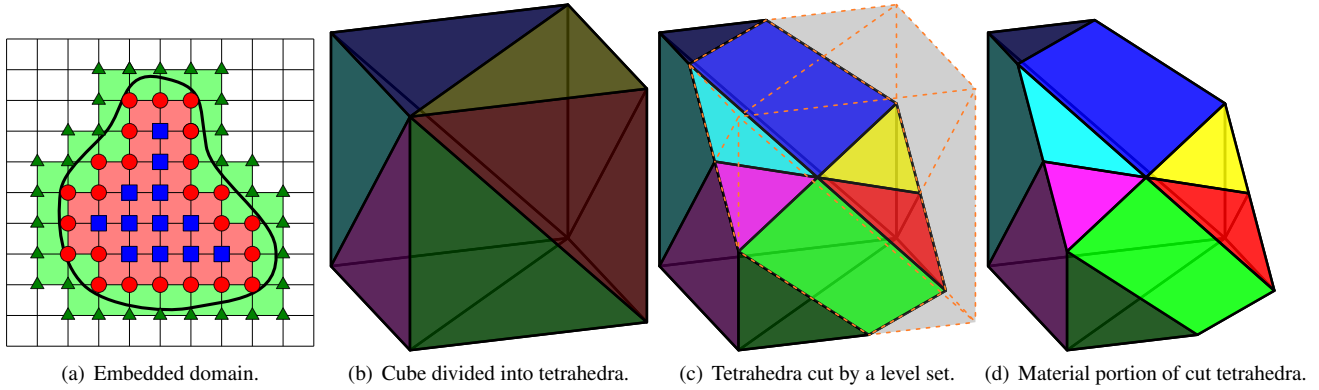 (a) Embedded domain.
(b) Cube divided into tetrahedra.
(c) Tetrahedra cut by a level set.
(d) Material portion of cut tetrahedra.